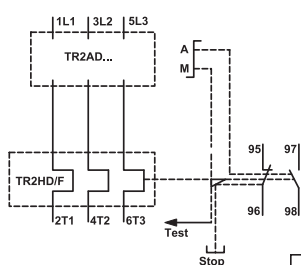 1L1 3L2 5L3
TR2AD...
A
M
95 97
TR2HD/F
2T1 4T2 6T3
96 98
Test
Stop